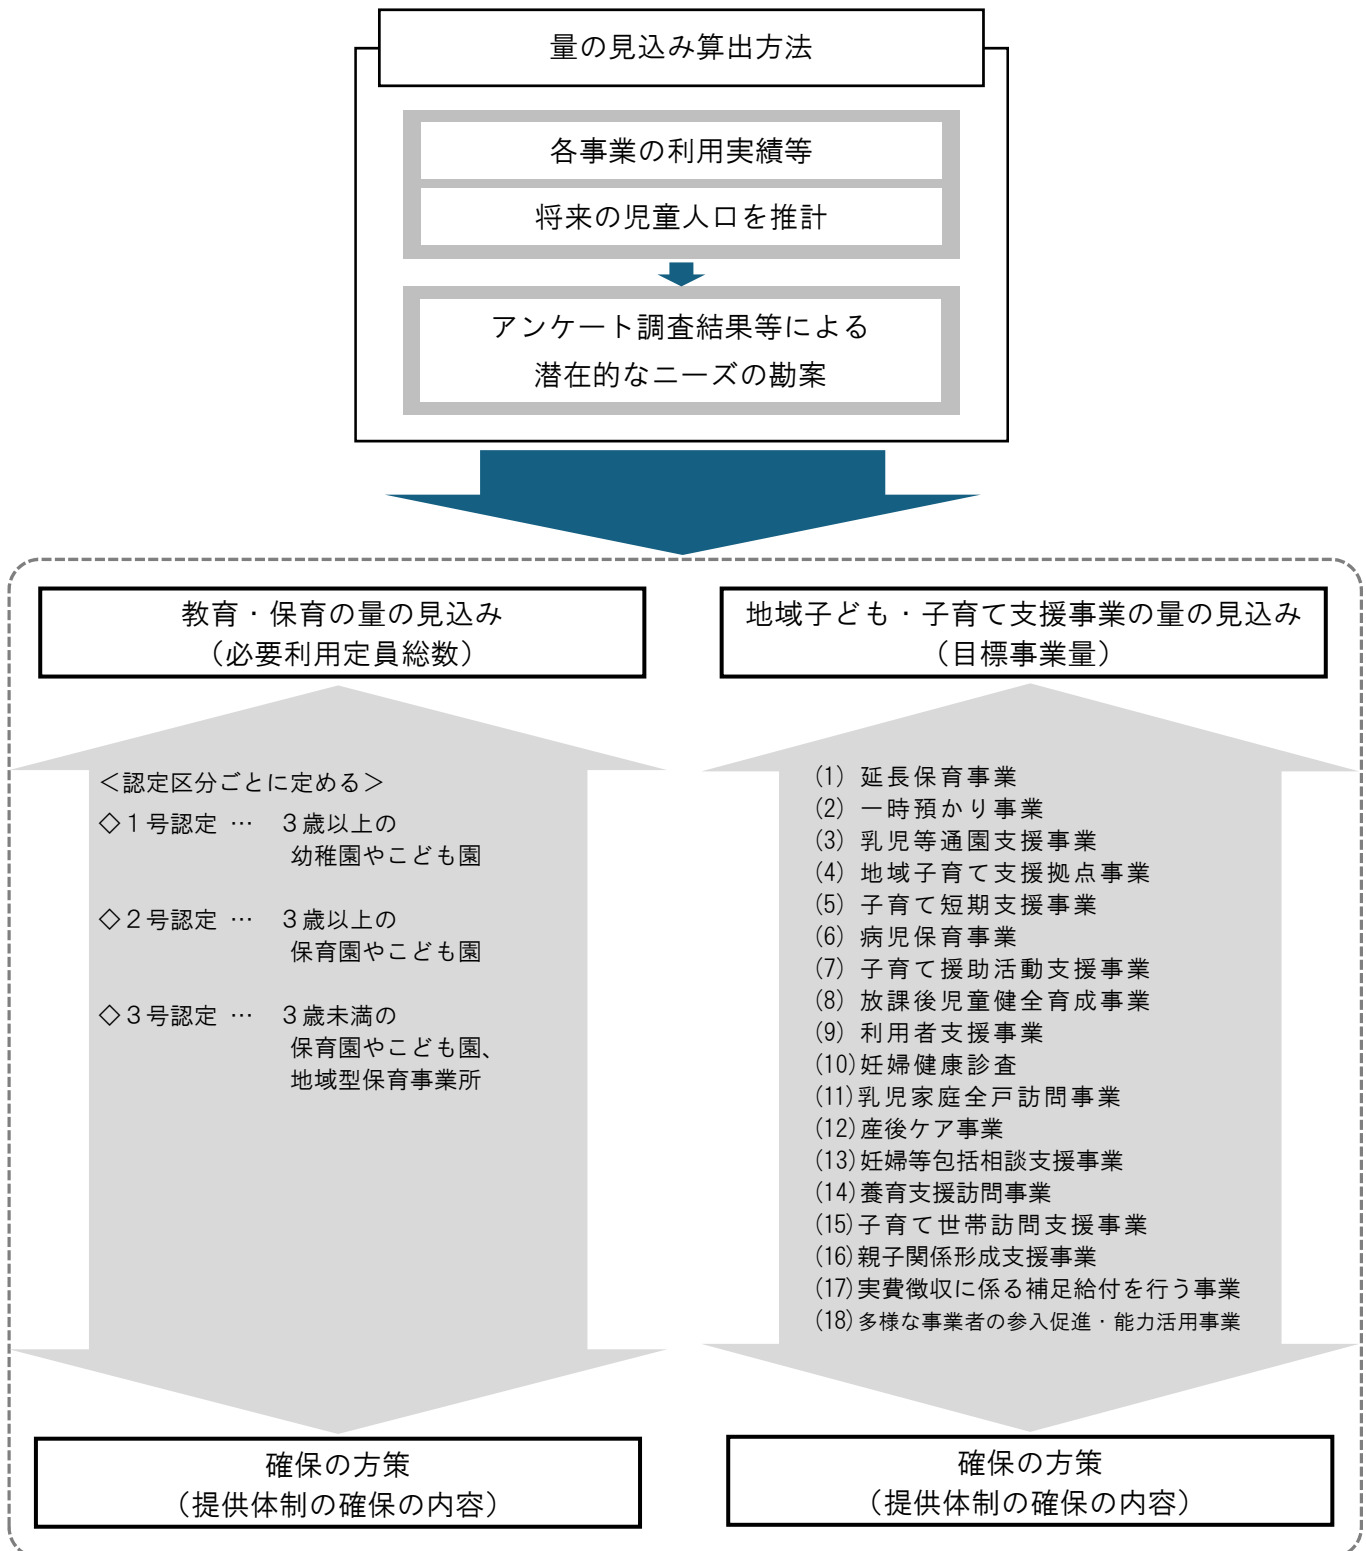 量の見込み算出方法
各事業の利用実績等
将来の児童人口を推計
アンケート調査結果等による
潜在的なニーズの勘案
教育・保育の量の見込み
（必要利用定員総数）
＜認定区分ごとに定める＞
◇１号認定 … ３歳以上の
幼稚園やこども園
◇２号認定 … ３歳以上の
保育園やこども園
◇３号認定 … ３歳未満の
保育園やこども園、
地域型保育事業所
確保の方策
（提供体制の確保の内容）
地域子ども・子育て支援事業の量の見込み
（目標事業量）
(1) 延長保育事業
(2) 一時預かり事業
(3) 乳児等通園支援事業
(4) 地域子育て支援拠点事業
(5) 子育て短期支援事業
(6) 病児保育事業
(7) 子育て援助活動支援事業
(8) 放課後児童健全育成事業
(9) 利用者支援事業
(10)妊婦健康診査
(11)乳児家庭全戸訪問事業
(12)産後ケア事業
(13)妊婦等包括相談支援事業
(14)養育支援訪問事業
(15)子育て世帯訪問支援事業
(16)親子関係形成支援事業
(17)実費徴収に係る補足給付を行う事業
(18)多様な事業者の参入促進・能力活用事業
確保の方策
（提供体制の確保の内容）